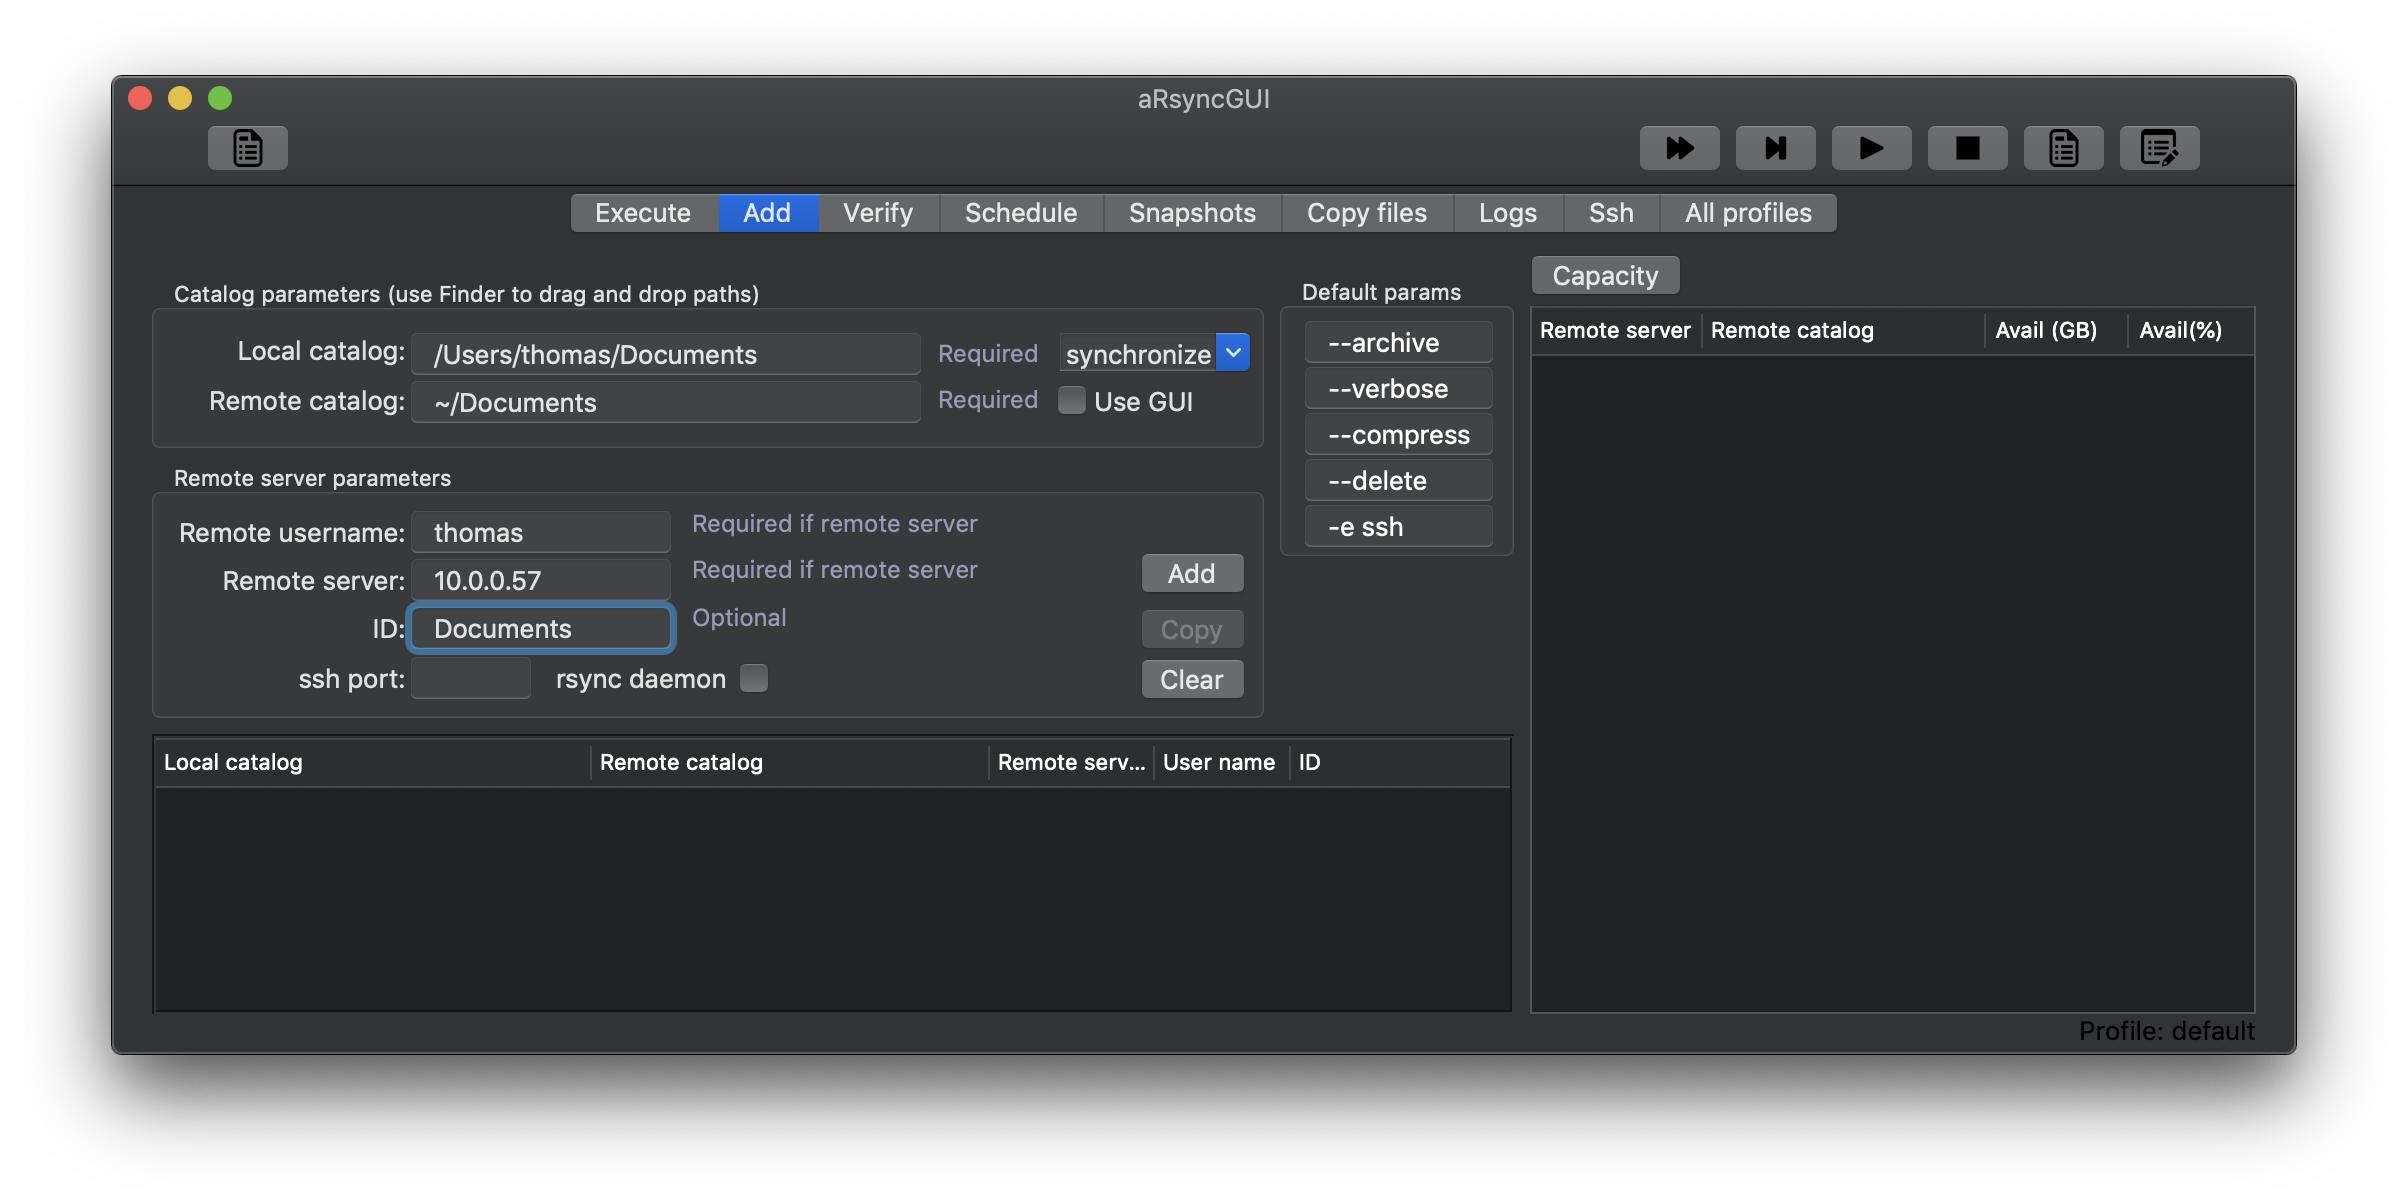 aRsyncGUI
Execute Add Verify Schedule Snapshots Copy files Logs Ssh All profiles
Catalog parameters (use Finder to drag and drop paths)
Local catalog: /Users/thomas/Documents Required synchronize
Remote catalog: ~/Documents Required Use GUI
Remote server parameters
Remote username: thomas Required if remote server
Remote server: 10.0.0.57 Required if remote server
Add
ID: Documents Optional
Copy
ssh port: rsync daemon
Clear
Default params
--archive
--verbose
--compress
--delete
-e ssh
Capacity
Remote server Remote catalog Avail (GB) Avail(%)
Local catalog Remote catalog Remote serv... User name ID
Profile: default